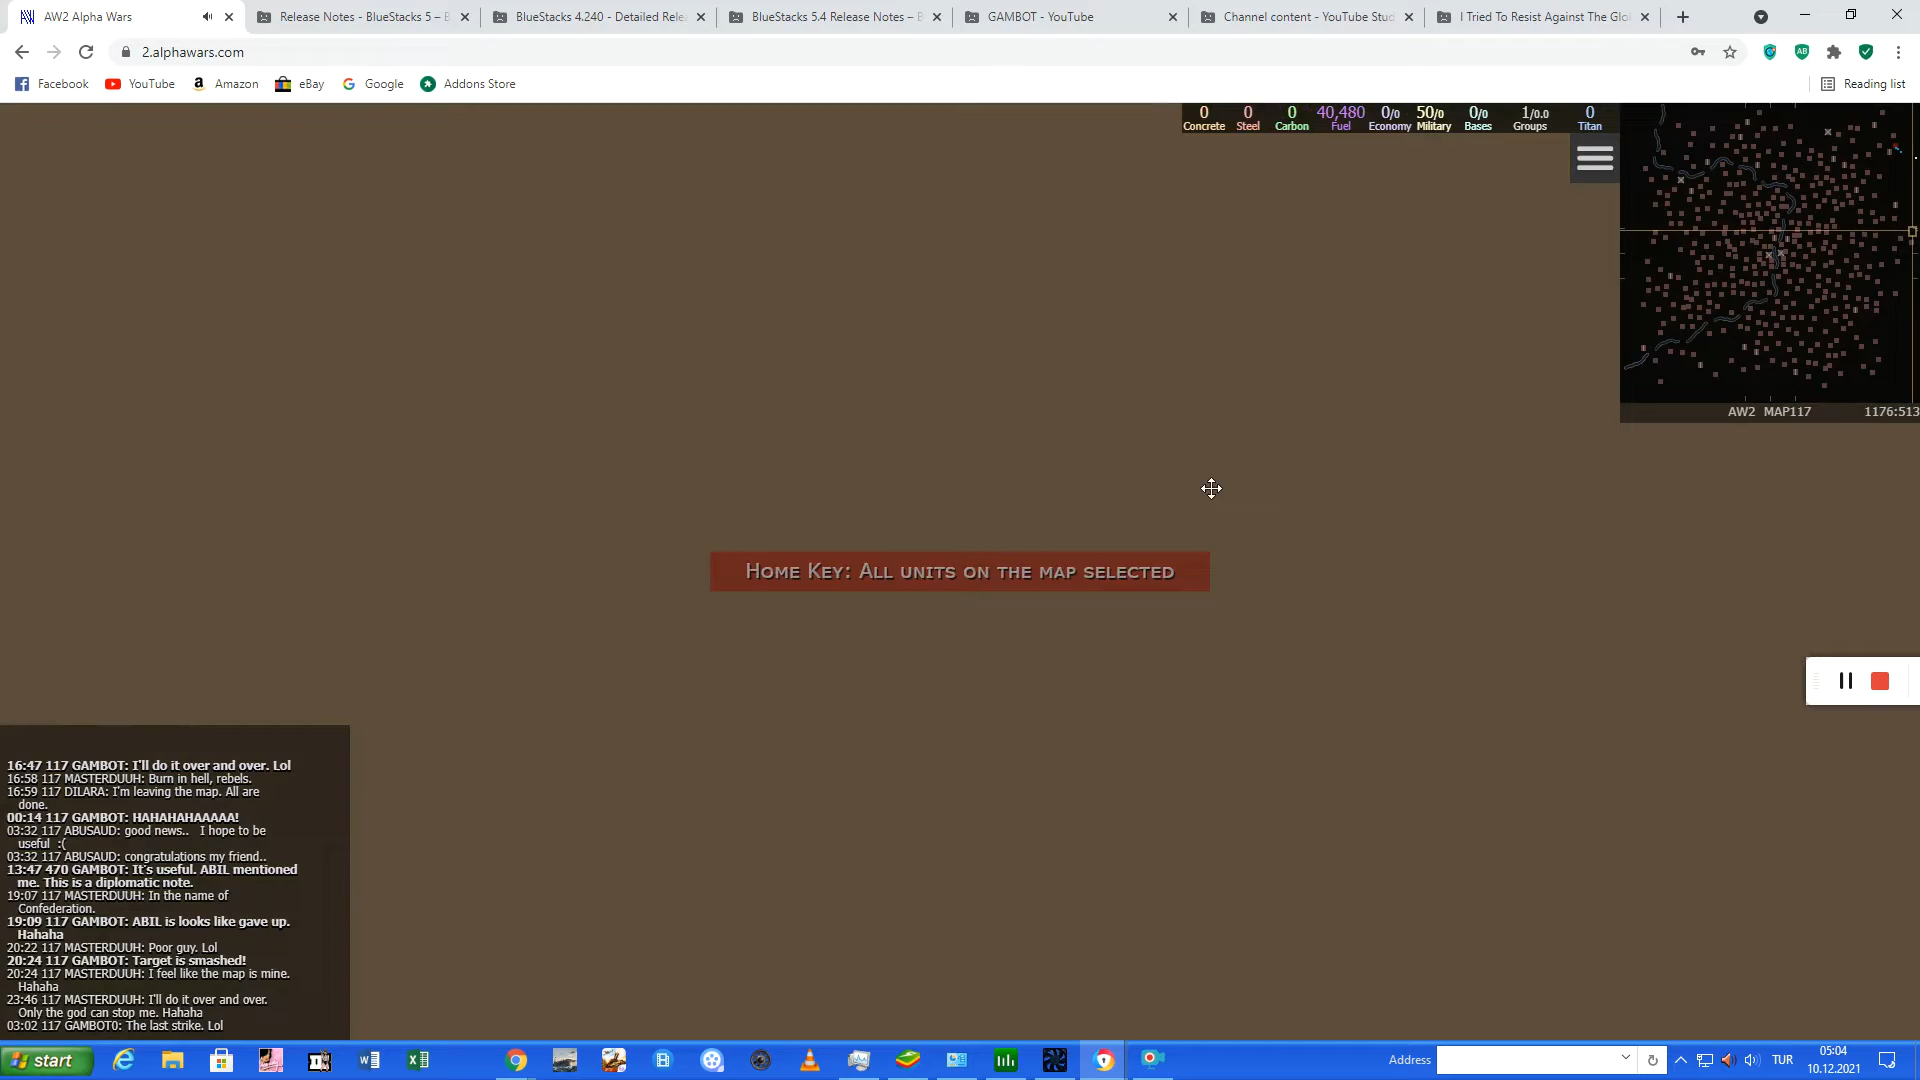 AW2 Alpha Wars
Release Notes - BlueStacks 5 – B
BlueStacks 4.240 - Detailed Rele
BlueStacks 5.4 Release Notes – B
GAMBOT - YouTube
Channel content - YouTube Stud
I Tried To Resist Against The Glo
2.alphawars.com
Facebook
YouTube
Amazon
eBay
Google
Addons Store
Reading list
0 0 0 40,480 0/0 50/0 0/0 1/0.0 0
Concrete Steel Carbon Fuel Economy Military Bases Groups Titan
AW2 MAP117 1176:513
Home Key: All units on the map selected
16:47 117 GAMBOT: I'll do it over and over. Lol
16:58 117 MASTERDUUH: Burn in hell, rebels.
16:59 117 DILARA: I'm leaving the map. All are
done.
00:14 117 GAMBOT: HAHAHAHAAAAA!
03:32 117 ABUSAUD: good news.. I hope to be
useful :(
03:32 117 ABUSAUD: congratulations my friend..
13:47 470 GAMBOT: It's useful. ABIL mentioned
me. This is a diplomatic note.
19:07 117 MASTERDUUH: In the name of
Confederation.
19:09 117 GAMBOT: ABIL is looks like gave up.
Hahaha
20:22 117 MASTERDUUH: Poor guy. Lol
20:24 117 GAMBOT: Target is smashed!
20:24 117 MASTERDUUH: I feel like the map is mine.
Hahaha
23:46 117 MASTERDUUH: I'll do it over and over.
Only the god can stop me. Hahaha
03:02 117 GAMBOT0: The last strike. Lol
start
Address
TUR
05:04
10.12.2021